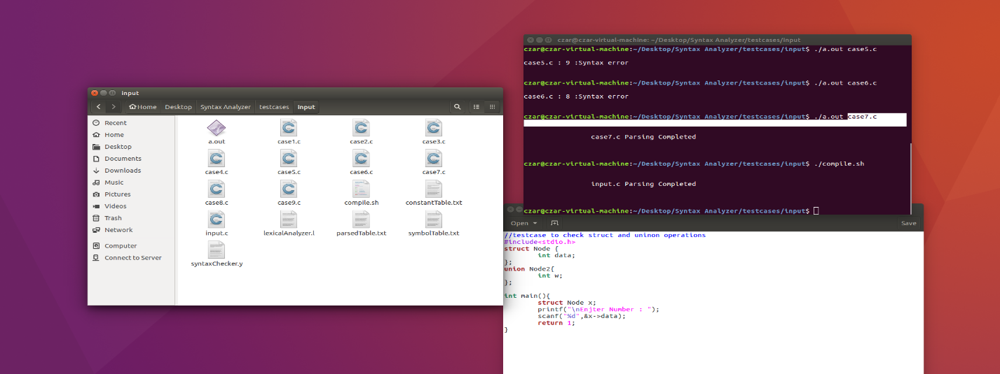 input
Home Desktop Syntax Analyzer testcases input
Recent
Home
Desktop
Documents
Downloads
Music
Pictures
Videos
Trash
Network
Computer
Connect to Server
a.out case1.c case2.c case3.c
case4.c case5.c case6.c case7.c
case8.c case9.c compile.sh constantTable.txt
input.c lexicalAnalyzer.l parsedTable.txt symbolTable.txt
syntaxChecker.y
czar@czar-virtual-machine: ~/Desktop/Syntax Analyzer/testcases/input
czar@czar-virtual-machine:~/Desktop/Syntax Analyzer/testcases/input$ ./a.out case5.c
case5.c : 9 :Syntax error
czar@czar-virtual-machine:~/Desktop/Syntax Analyzer/testcases/input$ ./a.out case6.c
case6.c : 8 :Syntax error
czar@czar-virtual-machine:~/Desktop/Syntax Analyzer/testcases/input$ ./a.out case7.c
case7.c Parsing Completed
czar@czar-virtual-machine:~/Desktop/Syntax Analyzer/testcases/input$ ./compile.sh
input.c Parsing Completed
czar@czar-virtual-machine:~/Desktop/Syntax Analyzer/testcases/input$
Open Save
//testcase to check struct and uninon operations
#include<stdio.h>
struct Node {
int data;
};
union Node2{
int w;
};
int main(){
struct Node x;
printf("\nEnjter Number : ");
scanf("%d",&x->data);
return 1;
}